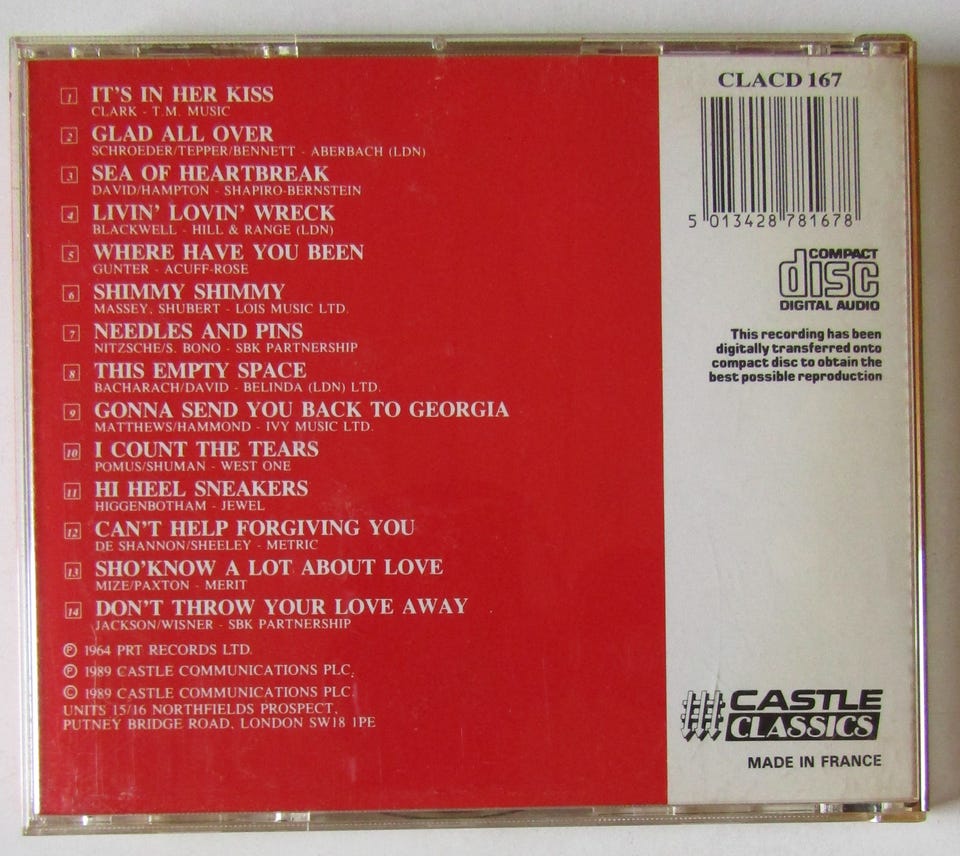 1 IT'S IN HER KISS
CLARK - T.M. MUSIC
2 GLAD ALL OVER
SCHROEDER/TEPPER/BENNETT - ABERBACH (LDN)
3 SEA OF HEARTBREAK
DAVID/HAMPTON - SHAPIRO-BERNSTEIN
4 LIVIN' LOVIN' WRECK
BLACKWELL - HILL & RANGE (LDN)
5 WHERE HAVE YOU BEEN
GUNTER - ACUFF-ROSE
6 SHIMMY SHIMMY
MASSEY, SHUBERT - LOIS MUSIC LTD.
7 NEEDLES AND PINS
NITZSCHE/S. BONO - SBK PARTNERSHIP
8 THIS EMPTY SPACE
BACHARACH/DAVID - BELINDA (LDN) LTD.
9 GONNA SEND YOU BACK TO GEORGIA
MATTHEWS/HAMMOND - IVY MUSIC LTD.
10 I COUNT THE TEARS
POMUS/SHUMAN - WEST ONE
11 HI HEEL SNEAKERS
HIGGENBOTHAM - JEWEL
12 CAN'T HELP FORGIVING YOU
DE SHANNON/SHEELEY - METRIC
13 SHO'KNOW A LOT ABOUT LOVE
MIZE/PAXTON - MERIT
14 DON'T THROW YOUR LOVE AWAY
JACKSON/WISNER - SBK PARTNERSHIP
Ⓟ 1964 PRT RECORDS LTD.
Ⓟ 1989 CASTLE COMMUNICATIONS PLC.
© 1989 CASTLE COMMUNICATIONS PLC
UNITS 15/16 NORTHFIELDS PROSPECT,
PUTNEY BRIDGE ROAD, LONDON SW18 1PE
CLACD 167
5 013428 781678
COMPACT
disc
DIGITAL AUDIO
This recording has been
digitally transferred onto
compact disc to obtain the
best possible reproduction
CASTLE
CLASSICS
MADE IN FRANCE